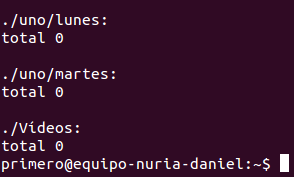 ./uno/lunes:
total 0
./uno/martes:
total 0
./Vídeos:
total 0
primero@equipo-nuria-daniel:~$